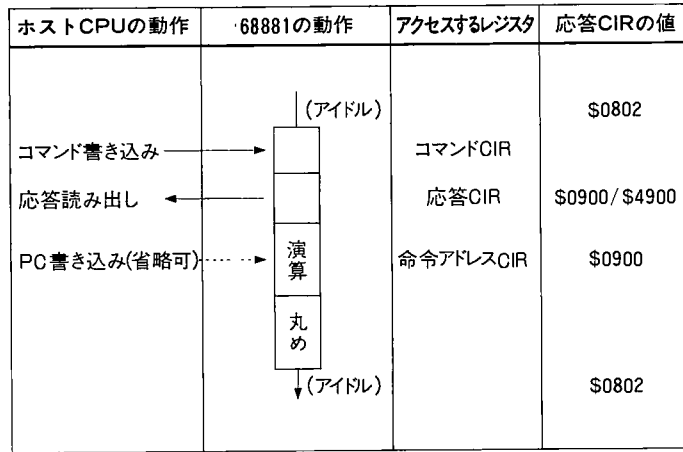 ホストCPUの動作 68881の動作 アクセスするレジスタ 応答CIRの値
(アイドル) $0802
コマンド書き込み コマンドCIR
応答読み出し 応答CIR $0900/$4900
PC書き込み(省略可) 演算 命令アドレスCIR $0900
丸め
(アイドル) $0802